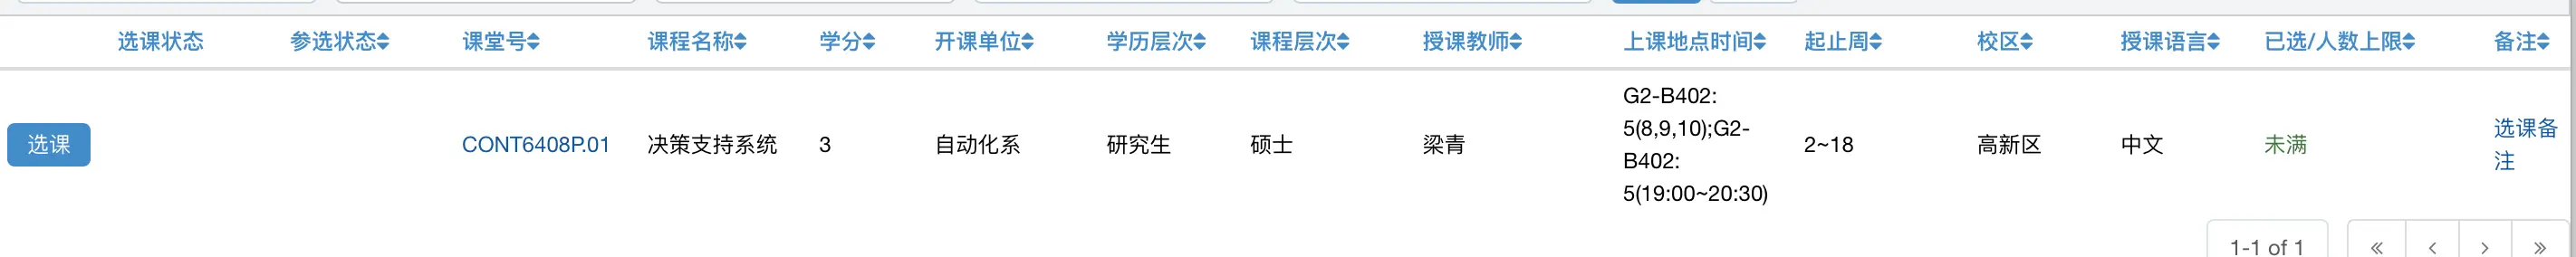 选课状态 参选状态 课堂号 课程名称 学分 开课单位 学历层次 课程层次 授课教师 上课地点时间 起止周 校区 授课语言 已选/人数上限 备注
选课 CONT6408P.01 决策支持系统 3 自动化系 研究生 硕士 梁青
G2-B402:
5(8,9,10);G2-
B402:
5(19:00~20:30)
2~18 高新区 中文 未满
选课备
注
1-1 of 1 « ‹ › »